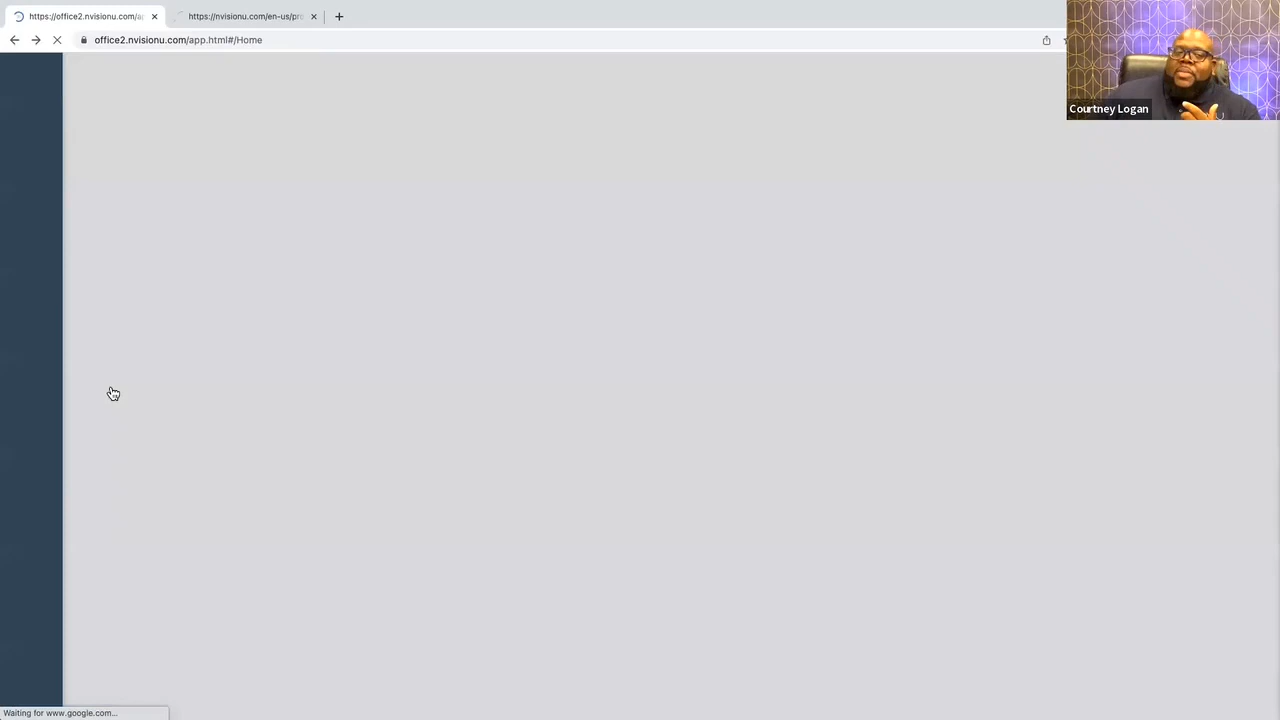 https://office2.nvisionu.com/a
https://nvisionu.com/en-us/pro
office2.nvisionu.com/app.html#/Home
Courtney Logan
Waiting for www.google.com...